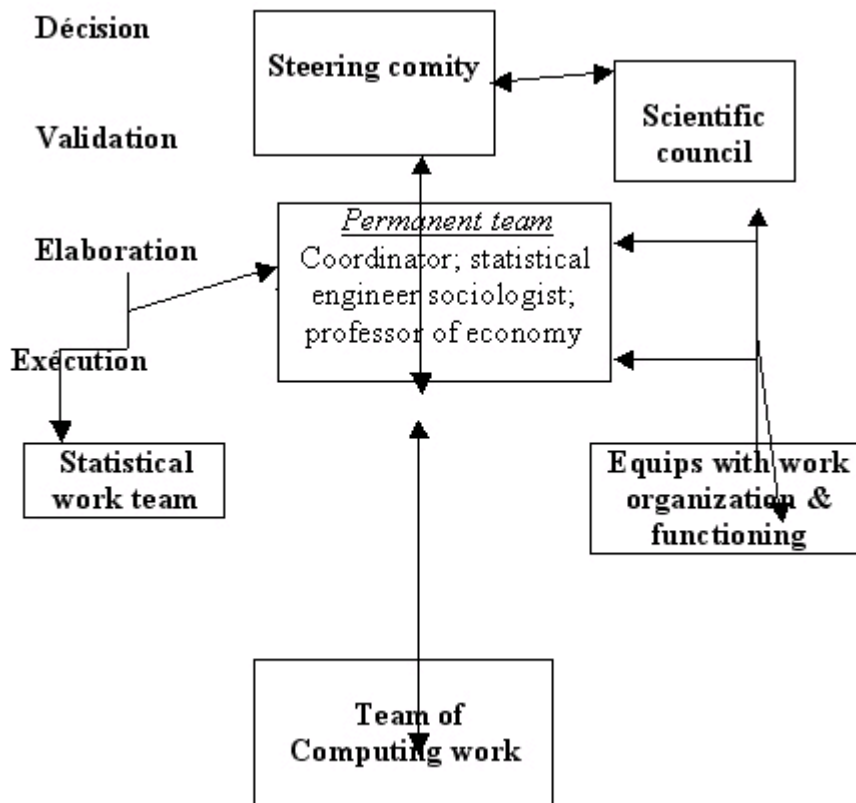 Décision
Steering comity
Validation
Scientific
council
Elaboration
Permanent team
Coordinator; statistical
engineer sociologist;
professor of economy
Exécution
Statistical
work team
Equips with work
organization &
functioning
Team of
Computing work